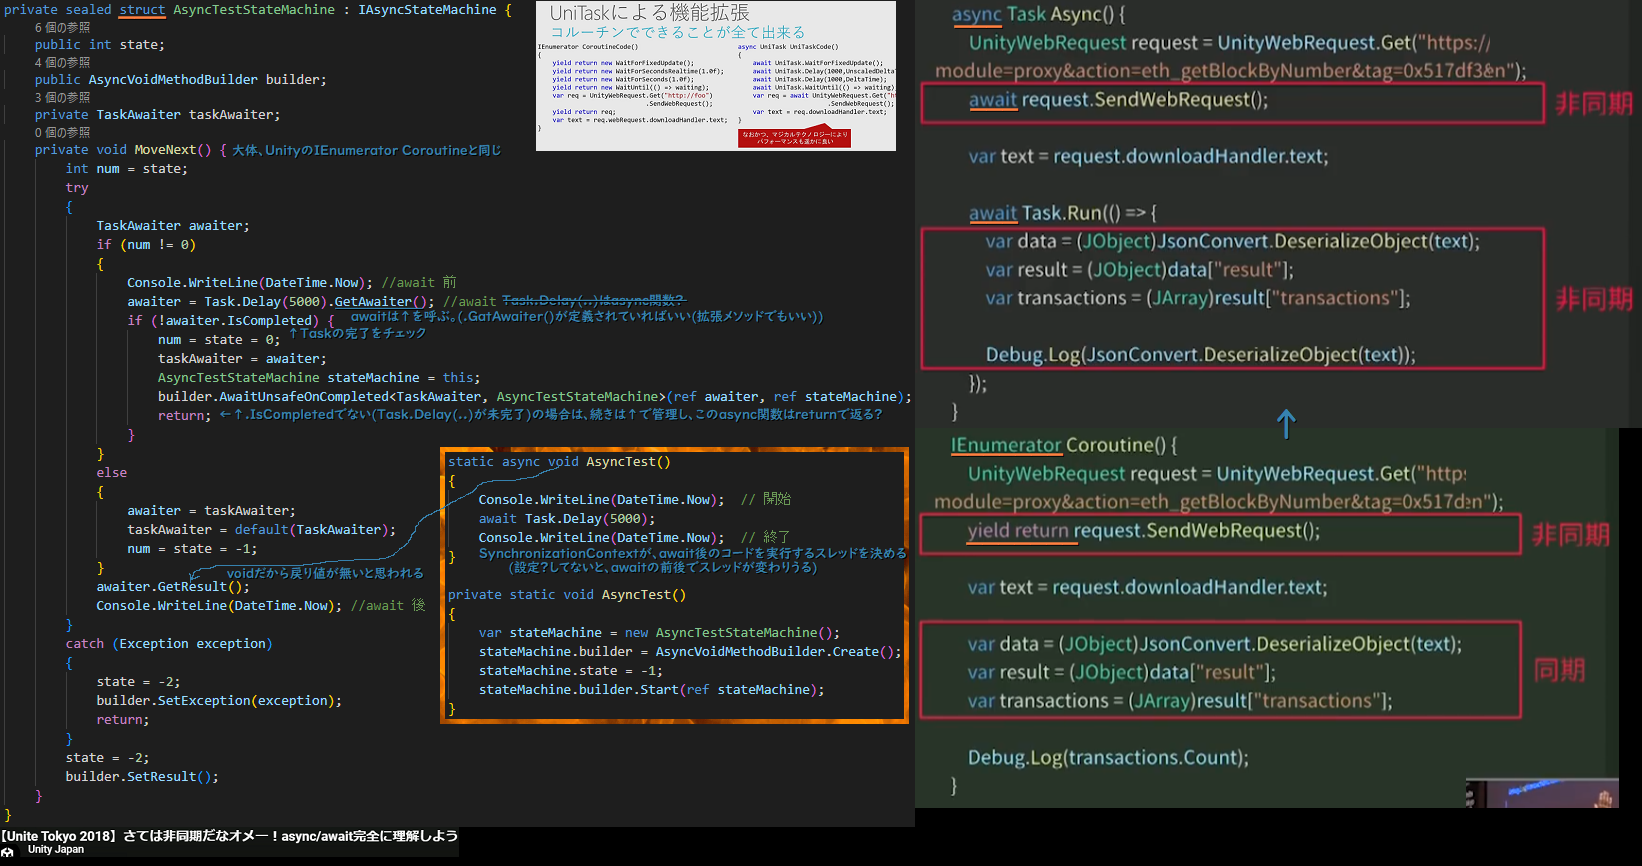 private sealed struct AsyncTestStateMachine : IAsyncStateMachine {
6 個の参照
public int state;
4 個の参照
public AsyncVoidMethodBuilder builder;
3 個の参照
private TaskAwaiter taskAwaiter;
0 個の参照
private void MoveNext() { 大体、UnityのIEnumerator Coroutineと同じ
int num = state;
try
{
TaskAwaiter awaiter;
if (num != 0)
{
Console.WriteLine(DateTime.Now); //await 前
awaiter = Task.Delay(5000).GetAwaiter(); //await Task.Delay(..)はasync関数?
awaitは↑を呼ぶ。(.GatAwaiter()が定義されていればいい(拡張メソッドでもいい))
if (!awaiter.IsCompleted) {
↑Taskの完了をチェック
num = state = 0;
taskAwaiter = awaiter;
AsyncTestStateMachine stateMachine = this;
builder.AwaitUnsafeOnCompleted<TaskAwaiter, AsyncTestStateMachine>(ref awaiter, ref stateMachine);
return; ←↑.IsCompletedでない(Task.Delay(..)が未完了)の場合は、続きは↑で管理し、このasync関数はreturnで返る?
}
}
else
{
awaiter = taskAwaiter;
taskAwaiter = default(TaskAwaiter);
num = state = -1;
}
voidだから戻り値が無いと思われる
awaiter.GetResult();
Console.WriteLine(DateTime.Now); //await 後
}
catch (Exception exception)
{
state = -2;
builder.SetException(exception);
return;
}
state = -2;
builder.SetResult();
}
}
UniTaskによる機能拡張
コルーチンでできることが全て出来る
IEnumerator CoroutineCode()
{
yield return new WaitForFixedUpdate();
yield return new WaitForSecondsRealtime(1.0f);
yield return new WaitForSeconds(1.0f);
yield return new WaitUntil(() => waiting);
var req = UnityWebRequest.Get("http://foo")
.SendWebRequest();
yield return req;
var text = req.webRequest.downloadHandler.text;
}
async UniTask UniTaskCode()
{
await UniTask.WaitForFixedUpdate();
await UniTask.Delay(1000,UnscaledDelta
await UniTask.Delay(1000,DeltaTime);
await UniTask.WaitUntil(() => waiting)
var req = await UnityWebRequest.Get("h
.SendWebRequest();
var text = req.downloadHandler.text;
}
なおかつ、マジカルテクノロジーにより
パフォーマンスも遥かに良い
static async void AsyncTest()
{
Console.WriteLine(DateTime.Now); // 開始
await Task.Delay(5000);
Console.WriteLine(DateTime.Now); // 終了
}
SynchronizationContextが、await後のコードを実行するスレッドを決める
(設定?してないと、awaitの前後でスレッドが変わりうる)
private static void AsyncTest()
{
var stateMachine = new AsyncTestStateMachine();
stateMachine.builder = AsyncVoidMethodBuilder.Create();
stateMachine.state = -1;
stateMachine.builder.Start(ref stateMachine);
}
async Task Async() {
UnityWebRequest request = UnityWebRequest.Get("https://
module=proxy&action=eth_getBlockByNumber&tag=0x517df3&en");
await request.SendWebRequest();
非同期
var text = request.downloadHandler.text;
await Task.Run(() => {
var data = (JObject)JsonConvert.DeserializeObject(text);
var result = (JObject)data["result"];
var transactions = (JArray)result["transactions"];
非同期
Debug.Log(JsonConvert.DeserializeObject(text));
});
}
↑
IEnumerator Coroutine() {
UnityWebRequest request = UnityWebRequest.Get("https:
module=proxy&action=eth_getBlockByNumber&tag=0x517d
yield return request.SendWebRequest();
非同期
var text = request.downloadHandler.text;
var data = (JObject)JsonConvert.DeserializeObject(text);
var result = (JObject)data["result"];
同期
var transactions = (JArray)result["transactions"];
Debug.Log(transactions.Count);
}
【Unite Tokyo 2018】さては非同期だなオメー！async/await完全に理解しよう
Unity Japan